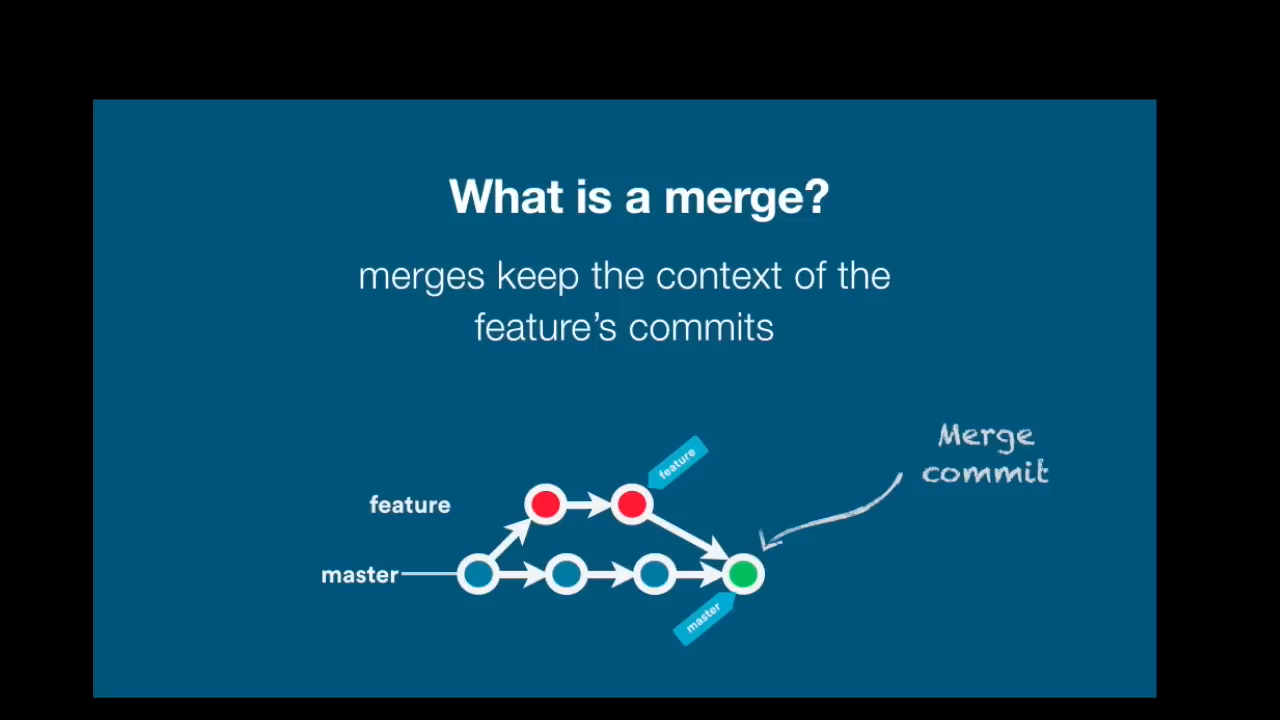 What is a merge?
merges keep the context of the
feature's commits
Merge
commit
feature
feature
master
master